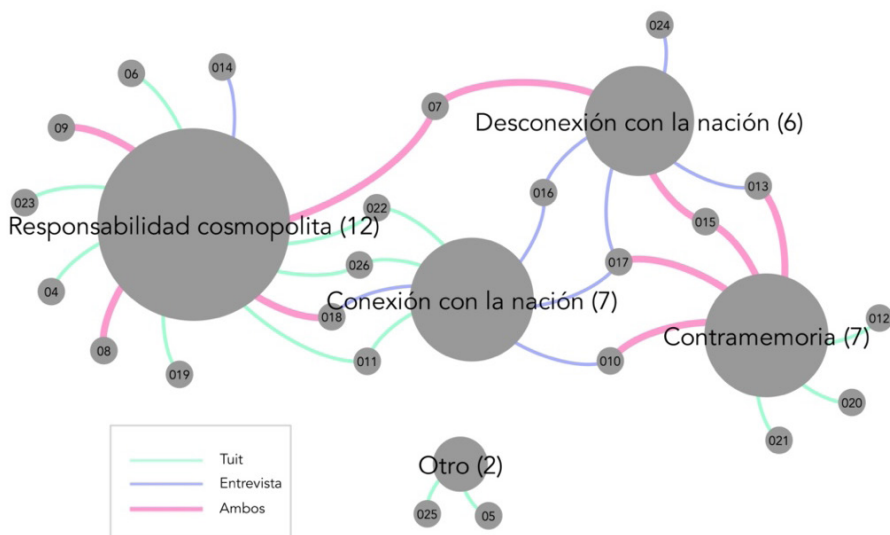 024
014
06
07
09
Desconexión con la nación (6)
013
016
023
022
015
Responsabilidad cosmopolita (12)
026
017
04
Conexión con la nación (7)
018
012
Contramemoria (7)
08
011
010
019
020
021
Tuit
Otro (2)
Entrevista
Ambos
025
05